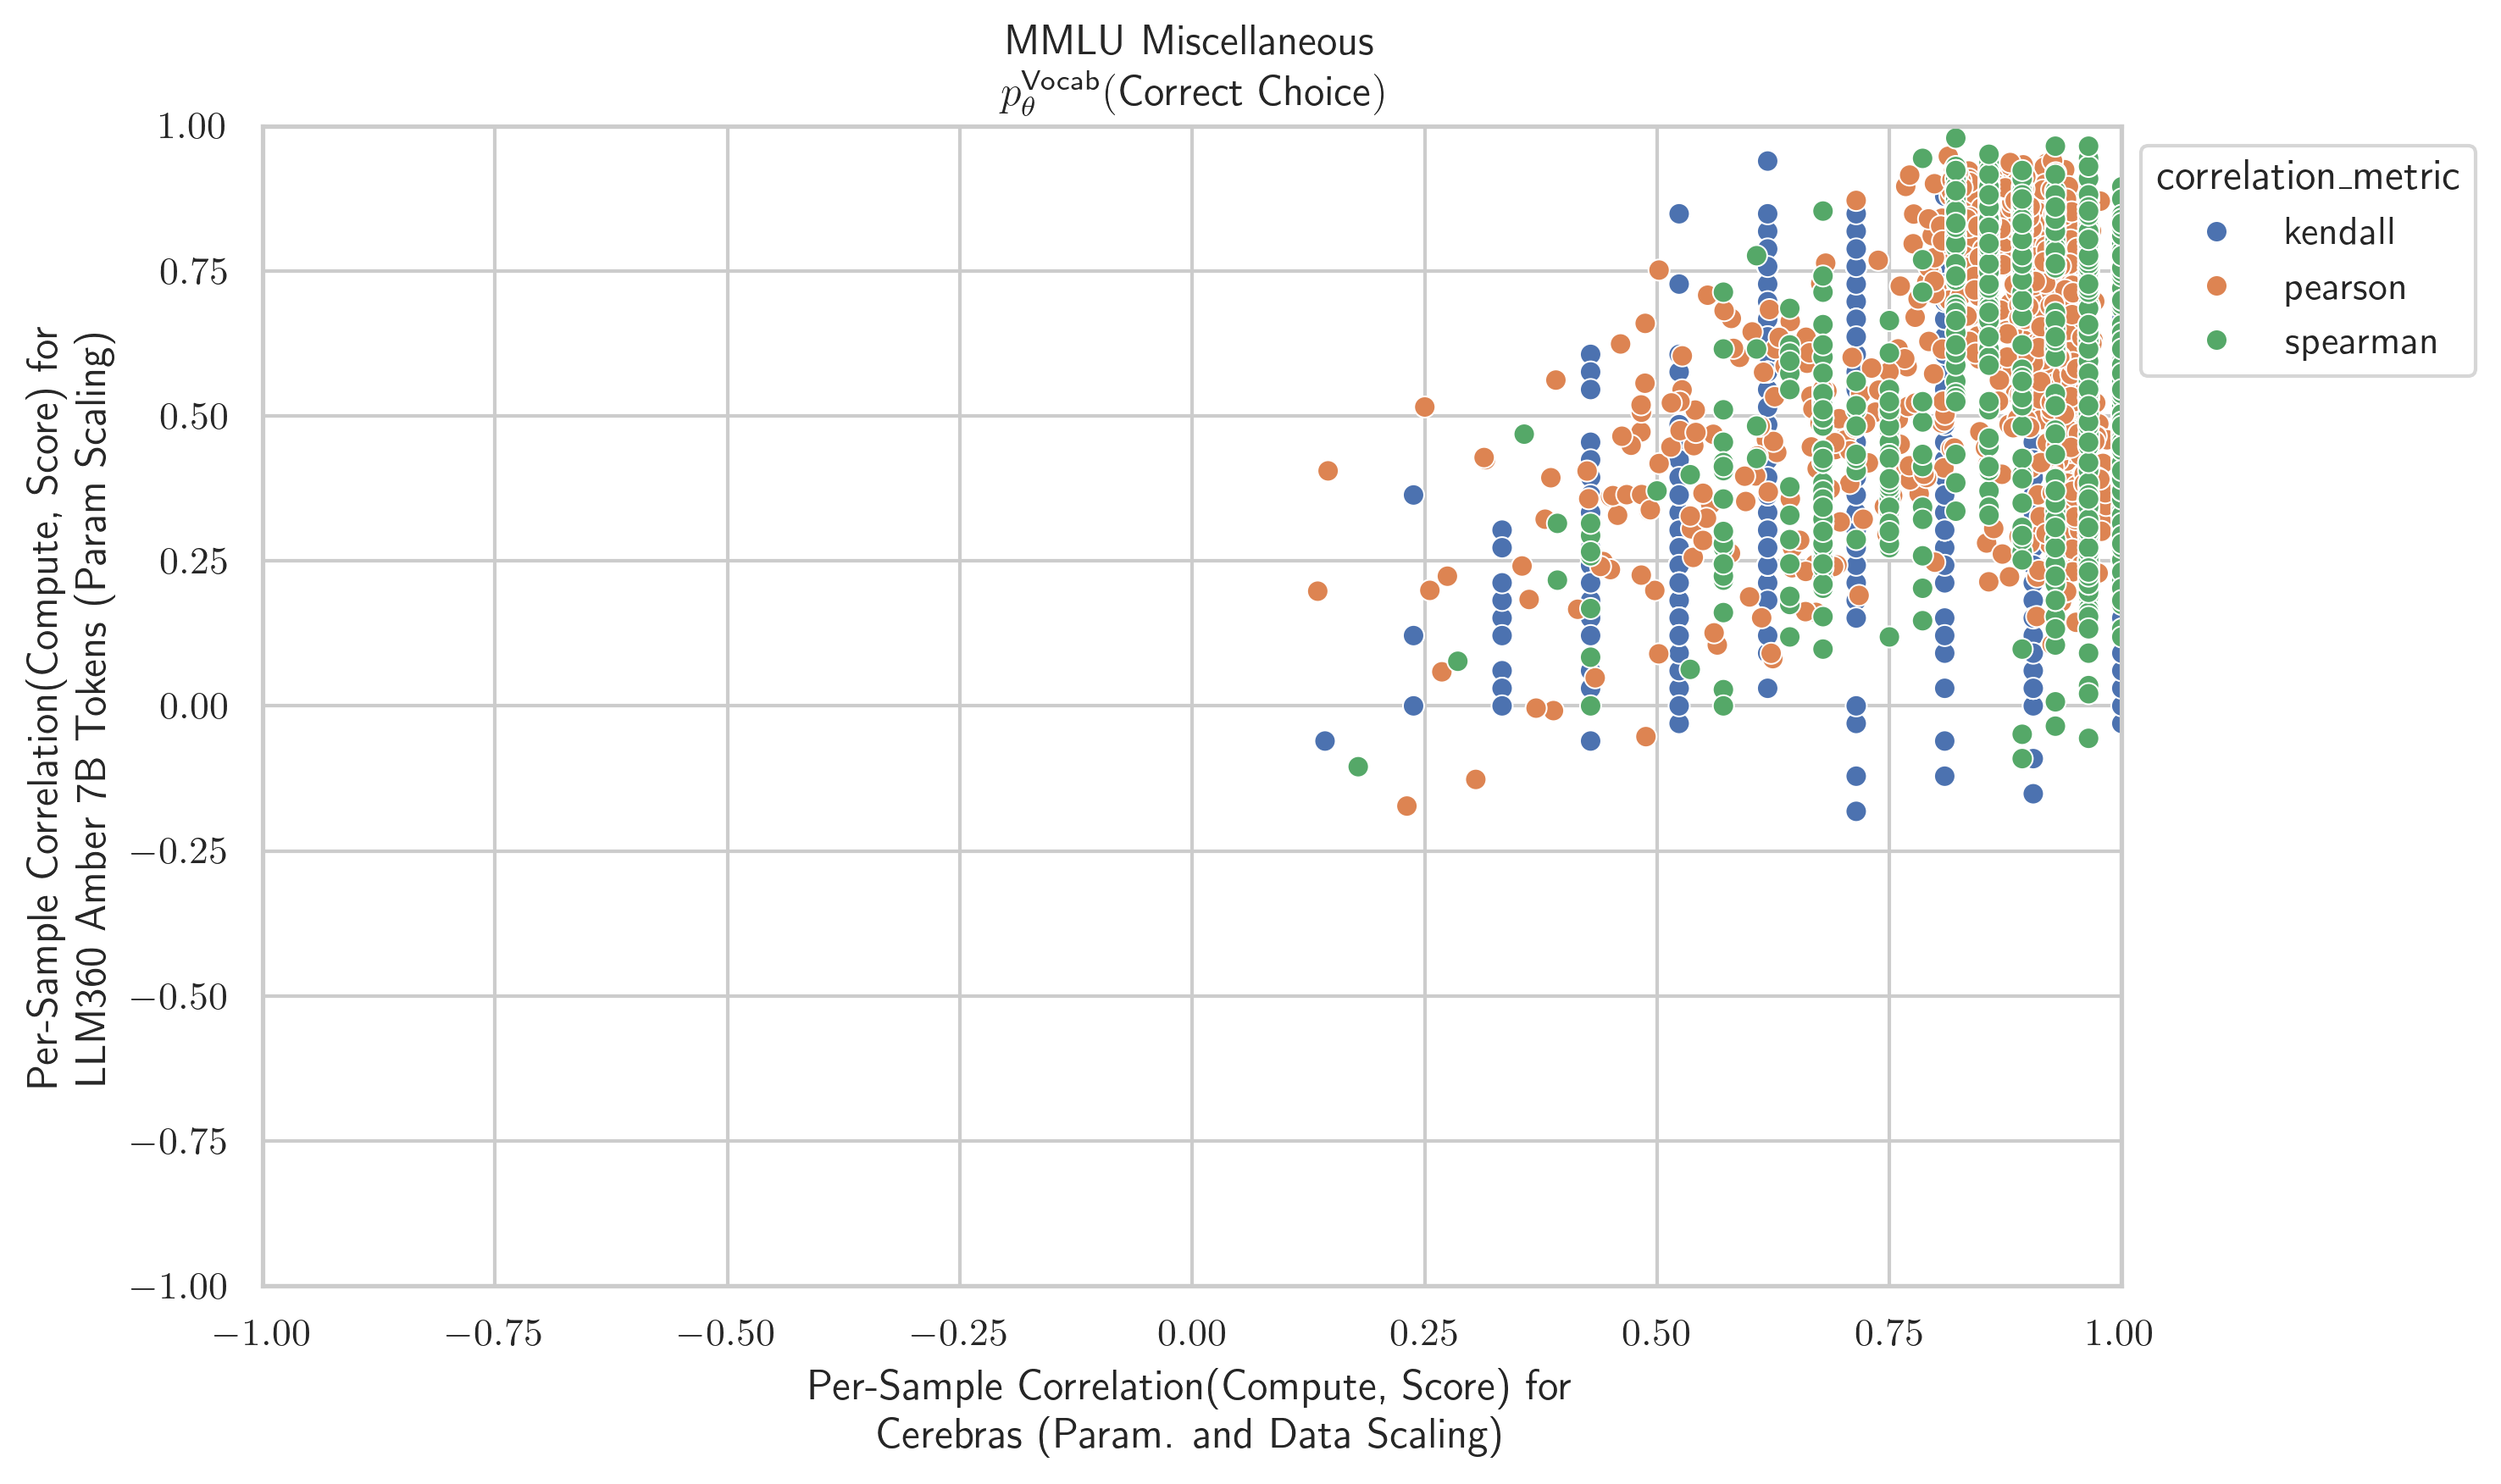 MMLU Miscellaneous
p_θ^Vocab(Correct Choice)
1.00
0.75
0.50
0.25
0.00
−0.25
−0.50
−0.75
−1.00
Per-Sample Correlation(Compute, Score) for
LLM360 Amber 7B Tokens (Param Scaling)
correlation_metric
kendall
pearson
spearman
−1.00
−0.75
−0.50
−0.25
0.00
0.25
0.50
0.75
1.00
Per-Sample Correlation(Compute, Score) for
Cerebras (Param. and Data Scaling)